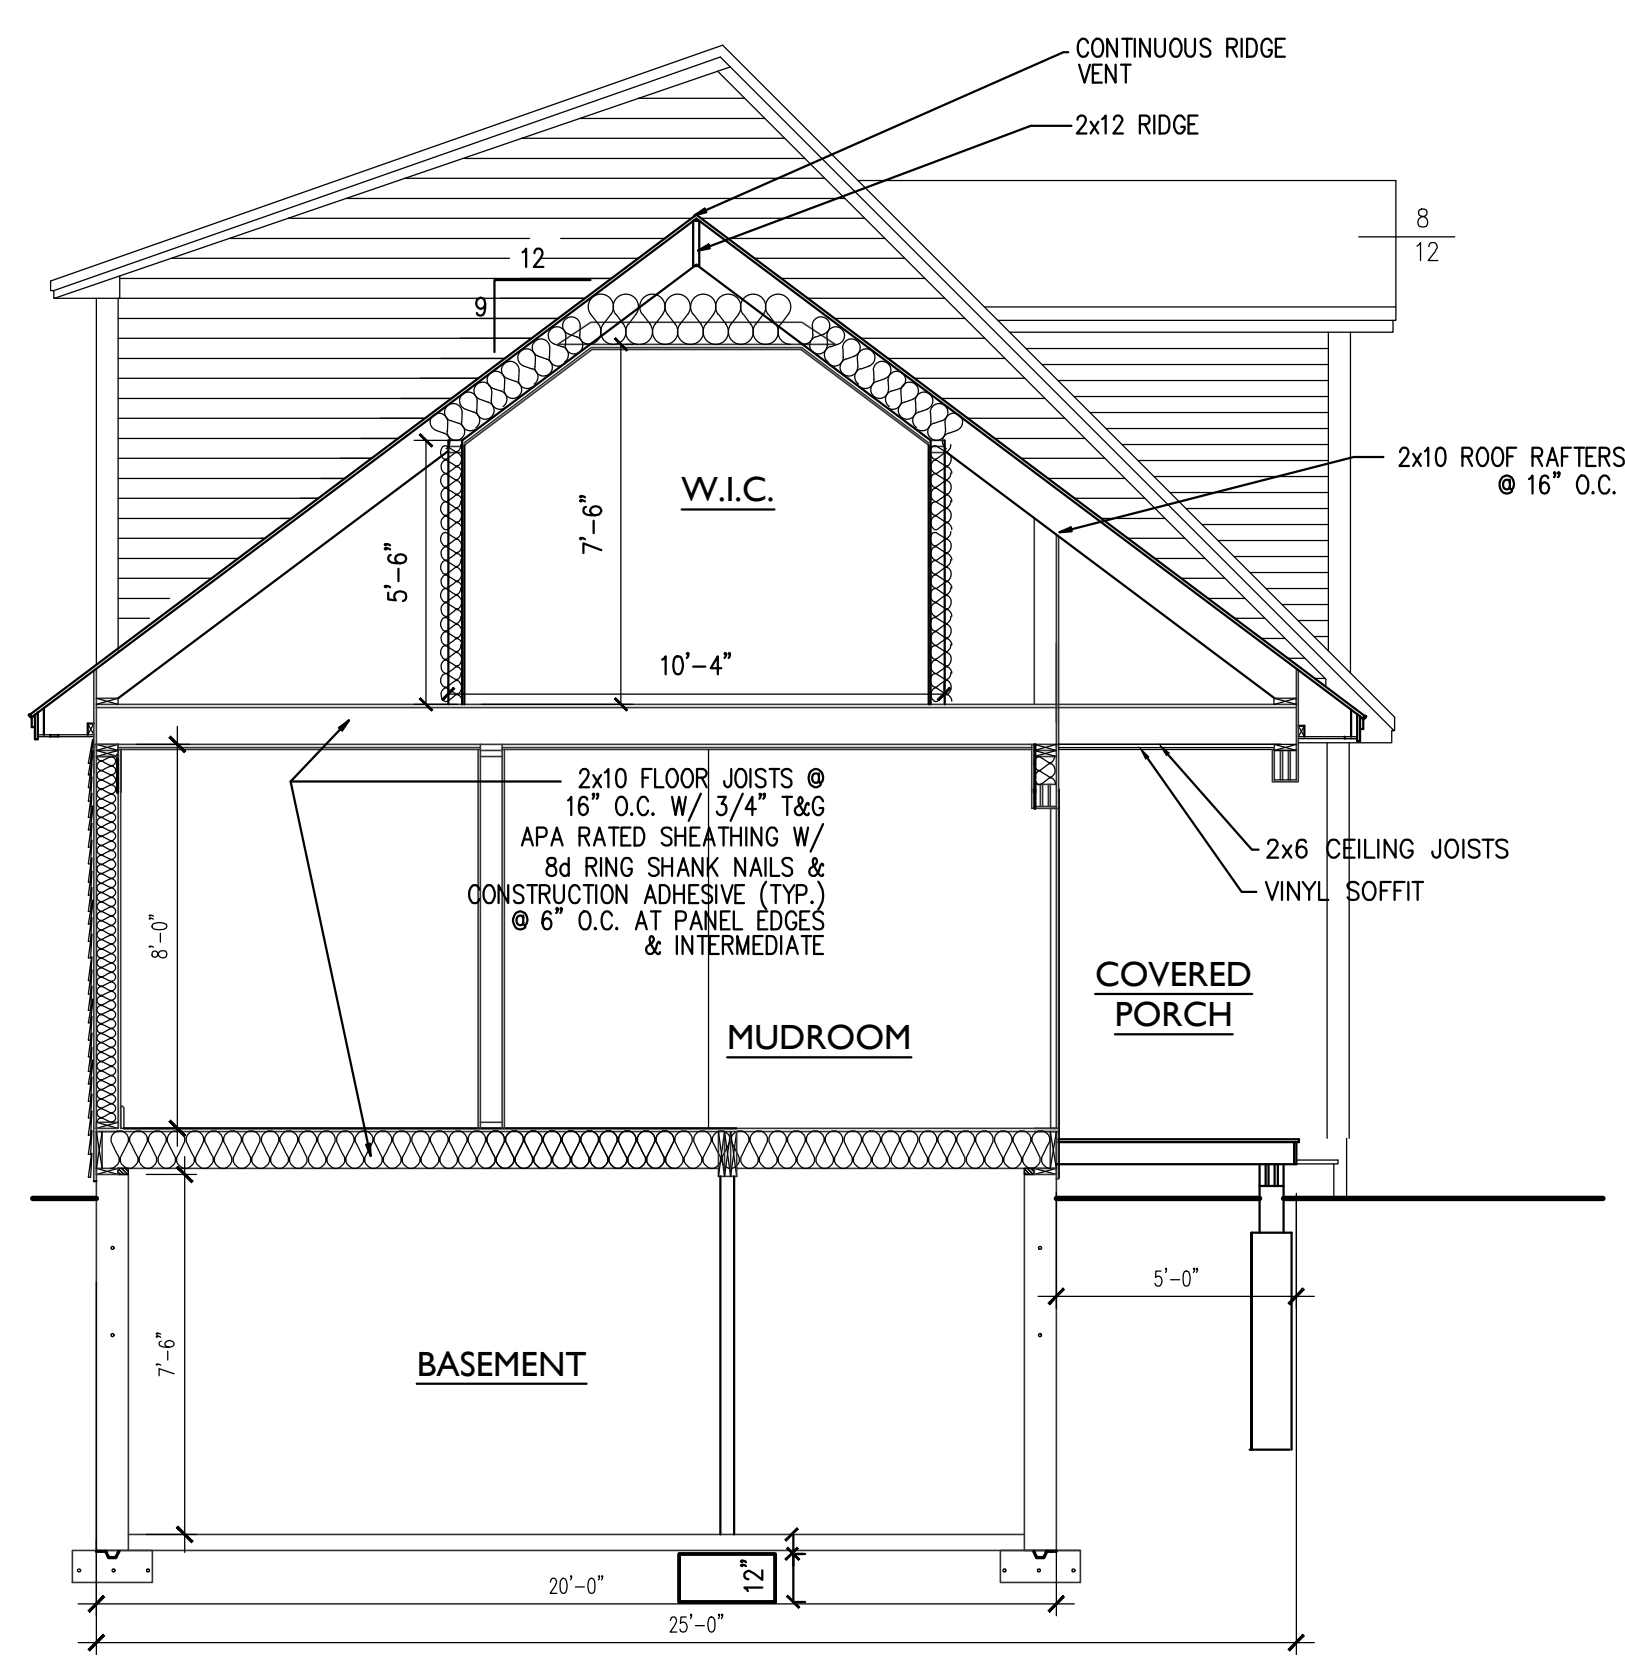 CONTINUOUS RIDGE
VENT
2x12 RIDGE
8
12
12
9
2x10 ROOF RAFTERS
@ 16” O.C.
W.I.C.
7’-6”
5’-6”
10’-4”
2x10 FLOOR JOISTS @
16” O.C. W/ 3/4” T&G
APA RATED SHEATHING W/
8d RING SHANK NAILS &
CONSTRUCTION ADHESIVE (TYP.)
@ 6” O.C. AT PANEL EDGES
& INTERMEDIATE
2x6 CEILING JOISTS
VINYL SOFFIT
8’-0”
COVERED
PORCH
MUDROOM
5’-0”
7’-6”
BASEMENT
12”
20’-0”
25’-0”